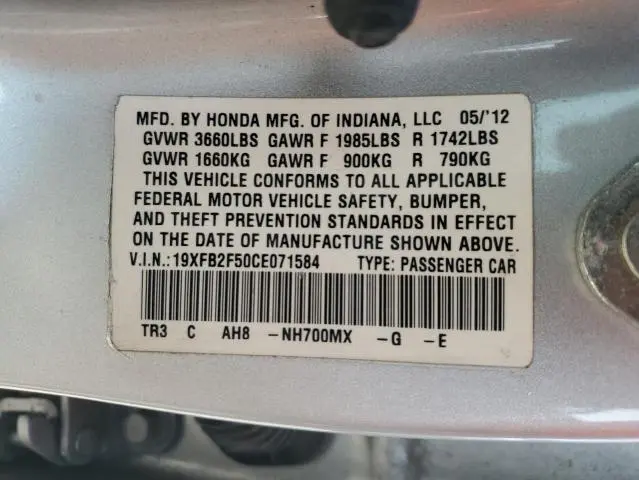 MFD. BY HONDA MFG. OF INDIANA, LLC 05/'12
GVWR 3660LBS GAWR F 1985LBS R 1742LBS
GVWR 1660KG GAWR F 900KG R 790KG
THIS VEHICLE CONFORMS TO ALL APPLICABLE
FEDERAL MOTOR VEHICLE SAFETY, BUMPER,
AND THEFT PREVENTION STANDARDS IN EFFECT
ON THE DATE OF MANUFACTURE SHOWN ABOVE.
V.I.N.:19XFB2F50CE071584 TYPE: PASSENGER CAR
TR3 C AH8 -NH700MX -G -E